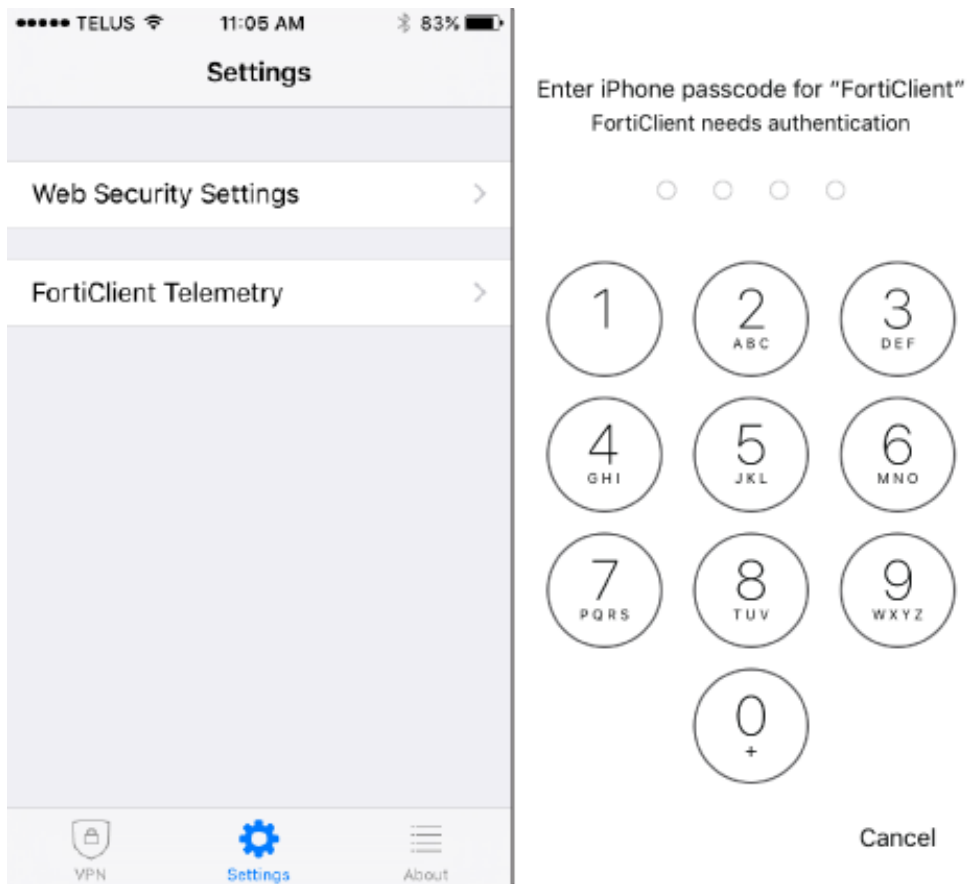 TELUS 11:05 AM 83%
Settings
Web Security Settings
FortiClient Telemetry
VPN Settings About
Enter iPhone passcode for “FortiClient”
FortiClient needs authentication
1 2 3
ABC DEF
4 5 6
GHI JKL MNO
7 8 9
PQRS TUV WXYZ
0
+
Cancel